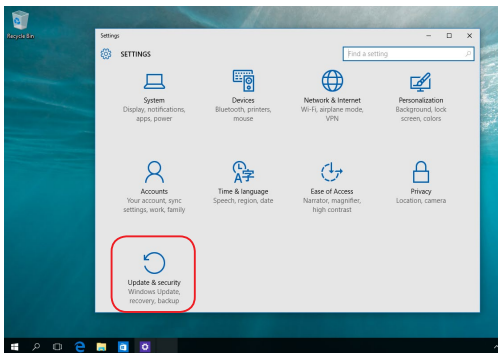 Recycle Bin
Settings
SETTINGS
Find a setting
System
Display, notifications,
apps, power
Devices
Bluetooth, printers,
mouse
Network & Internet
Wi-Fi, airplane mode,
VPN
Personalization
Background, lock
screen, colors
Accounts
Your account, sync
settings, work, family
Time & language
Speech, region, date
Ease of Access
Narrator, magnifier,
high contrast
Privacy
Location, camera
Update & security
Windows Update,
recovery, backup